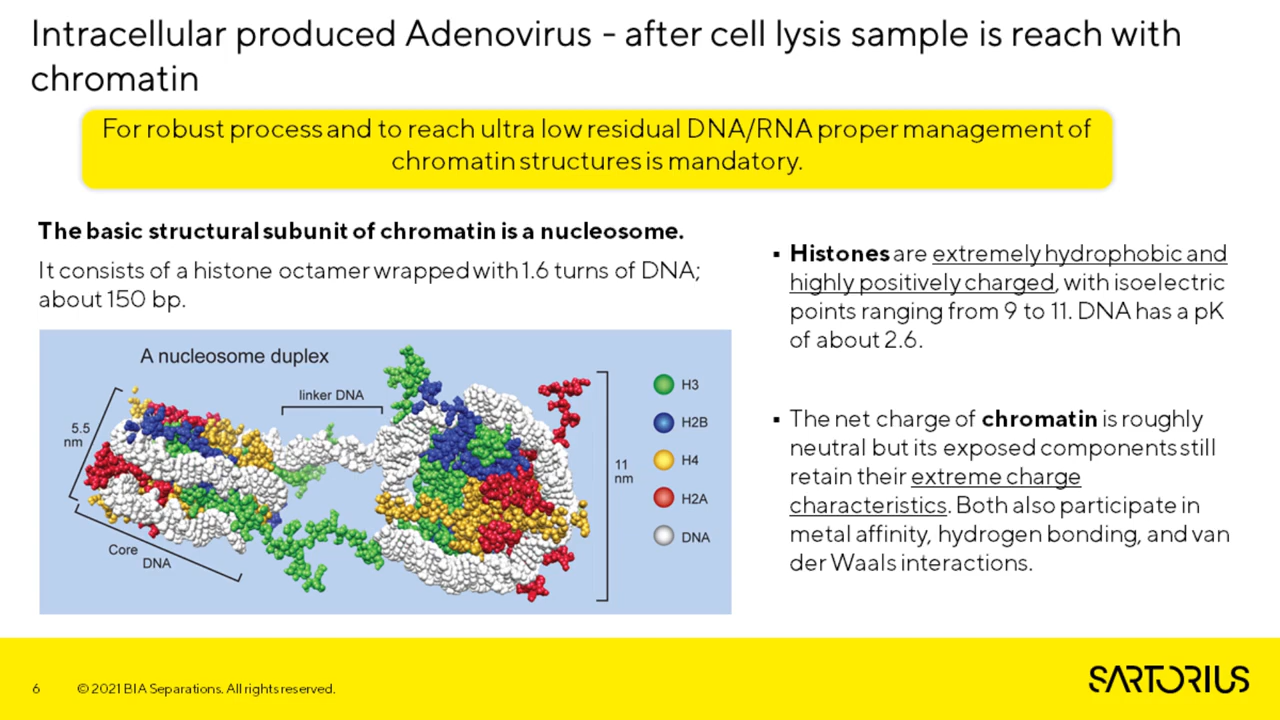 Intracellular produced Adenovirus - after cell lysis sample is reach with
chromatin
For robust process and to reach ultra low residual DNA/RNA proper management of
chromatin structures is mandatory.
The basic structural subunit of chromatin is a nucleosome.
It consists of a histone octamer wrapped with 1.6 turns of DNA;
about 150 bp.
A nucleosome duplex
linker DNA
5.5
nm
Core
DNA
11
nm
H3
H2B
H4
H2A
DNA
▪ Histones are extremely hydrophobic and
highly positively charged, with isoelectric
points ranging from 9 to 11. DNA has a pK
of about 2.6.
▪ The net charge of chromatin is roughly
neutral but its exposed components still
retain their extreme charge
characteristics. Both also participate in
metal affinity, hydrogen bonding, and van
der Waals interactions.
6
© 2021 BIA Separations. All rights reserved.
SARTORIUS